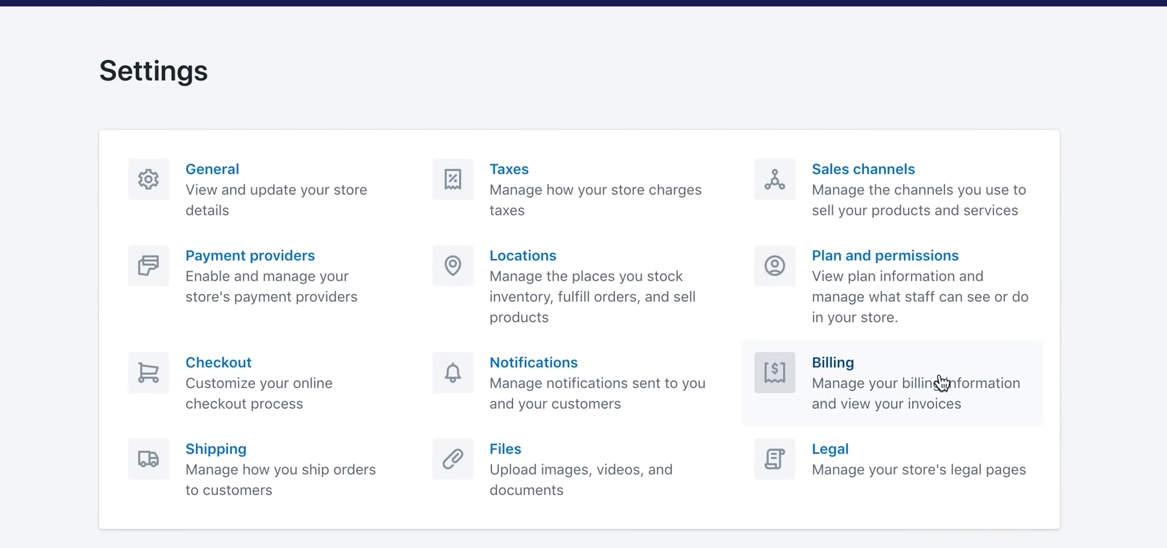 Settings
General
View and update your store
details
Taxes
Manage how your store charges
taxes
Sales channels
Manage the channels you use to
sell your products and services
Payment providers
Enable and manage your
store's payment providers
Locations
Manage the places you stock
inventory, fulfill orders, and sell
products
Plan and permissions
View plan information and
manage what staff can see or do
in your store.
Checkout
Customize your online
checkout process
Notifications
Manage notifications sent to you
and your customers
Billing
Manage your billing information
and view your invoices
Shipping
Manage how you ship orders
to customers
Files
Upload images, videos, and
documents
Legal
Manage your store's legal pages